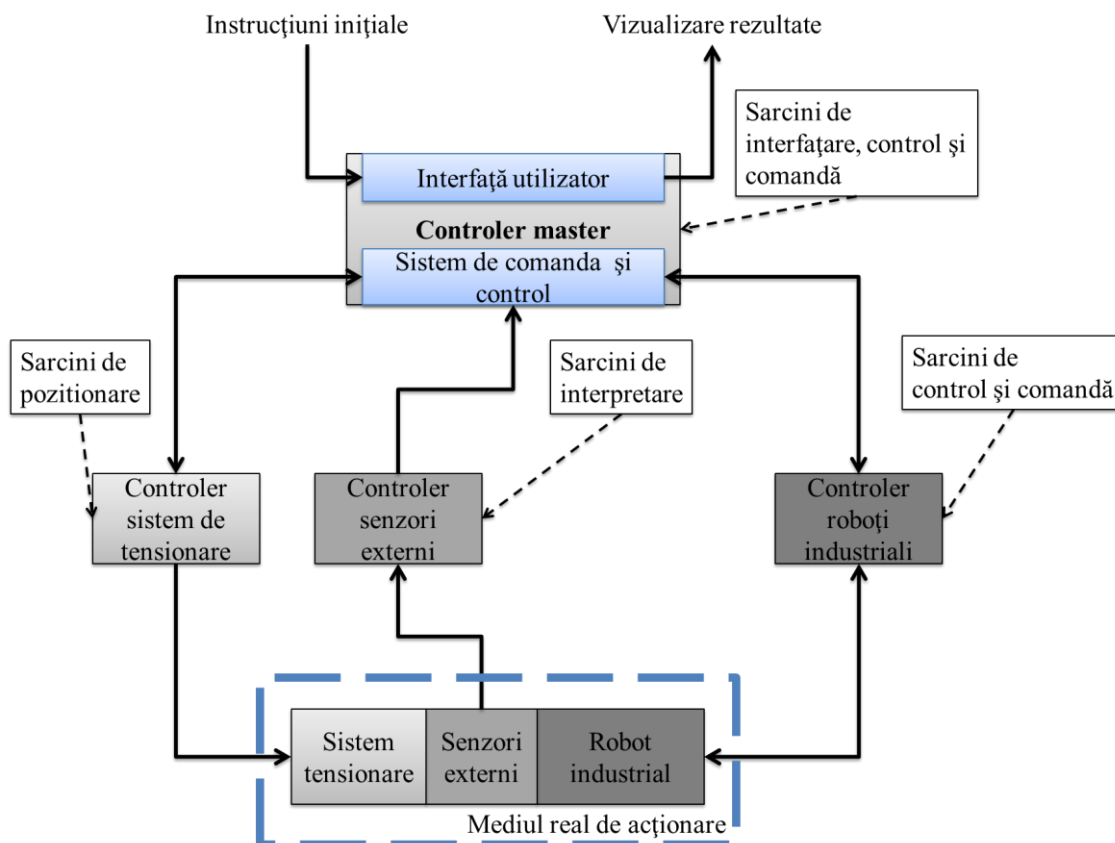 Instrucţiuni iniţiale
Vizualizare rezultate
Sarcini de
interfaţare, control şi
comandă
Interfaţă utilizator
Controler master
Sistem de comanda şi
control
Sarcini de
pozitionare
Sarcini de
interpretare
Sarcini de
control şi comandă
Controler
sistem de
tensionare
Controler
senzori
externi
Controler
roboţi
industriali
Sistem
tensionare
Senzori
externi
Robot
industrial
Mediul real de acţionare